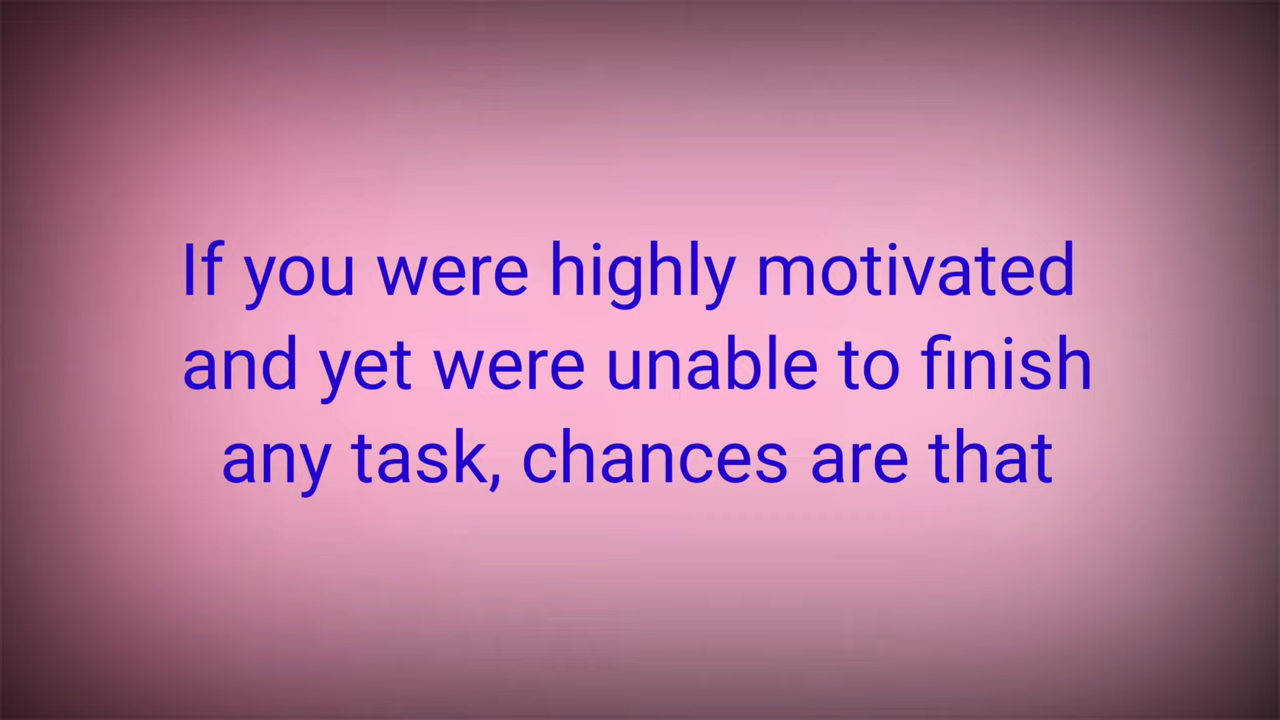 If you were highly motivated
and yet were unable to finish
any task, chances are that